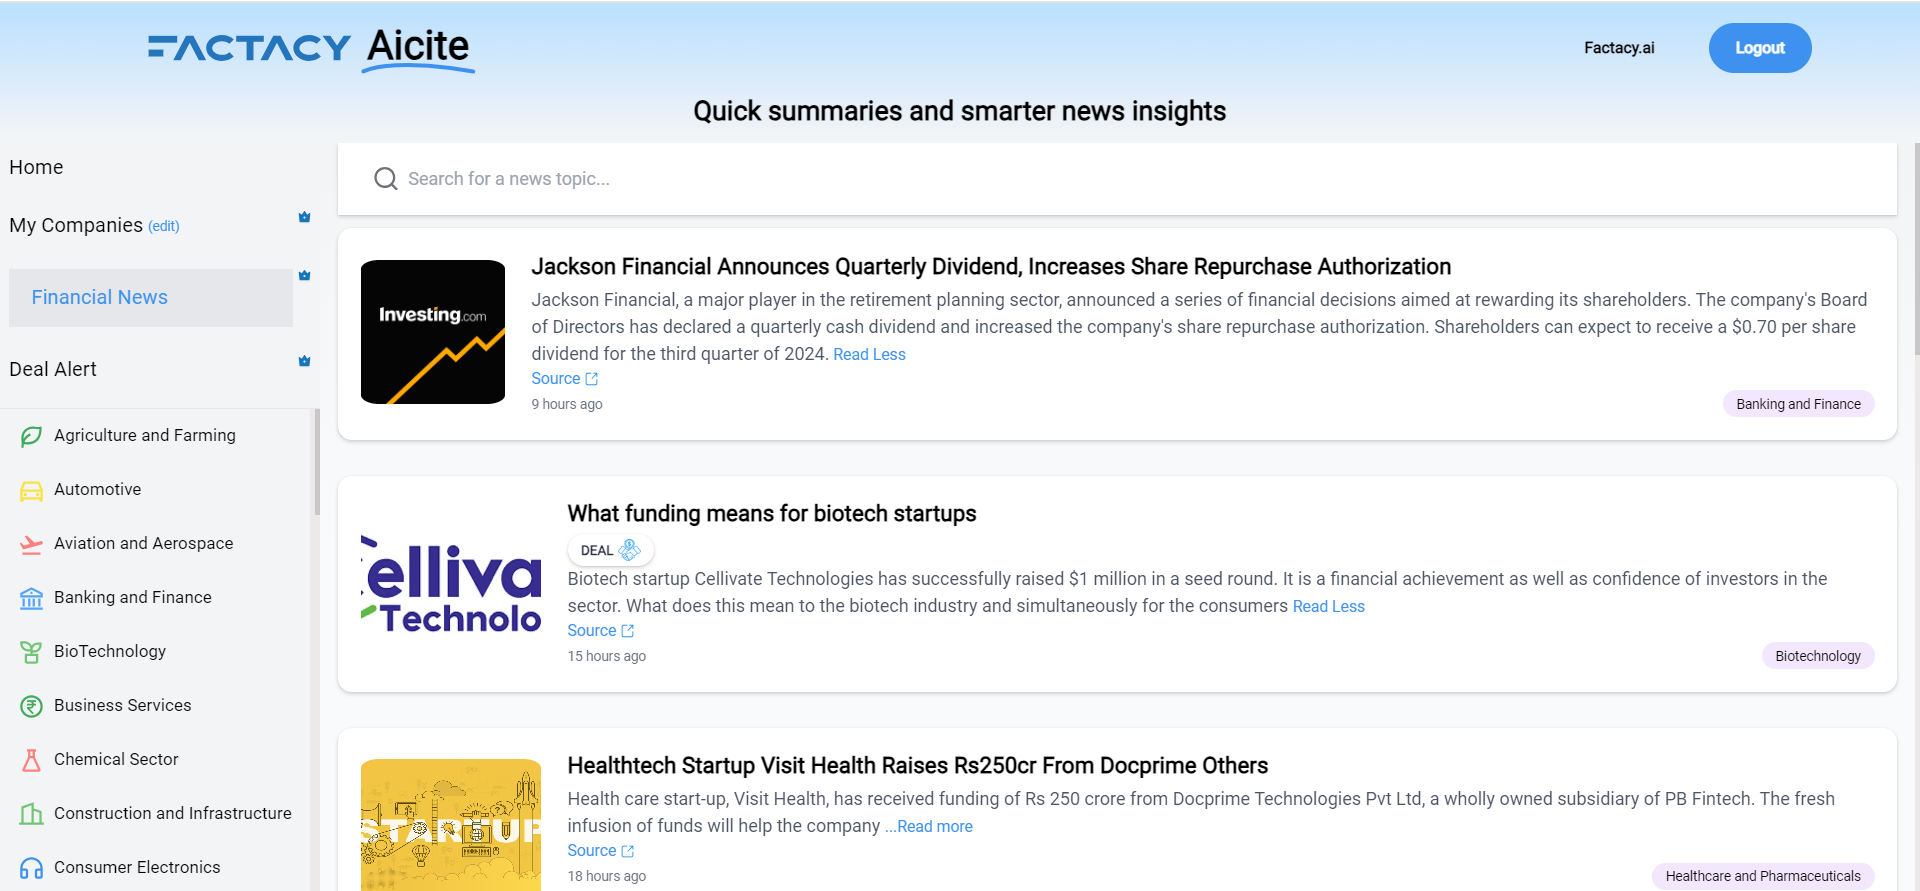 FACTACY Aicite
Factacy.ai
Logout
Quick summaries and smarter news insights
Home
My Companies (edit)
Financial News
Deal Alert
Agriculture and Farming
Automotive
Aviation and Aerospace
Banking and Finance
BioTechnology
Business Services
Chemical Sector
Construction and Infrastructure
Consumer Electronics
Search for a news topic...
Investing.com
Jackson Financial Announces Quarterly Dividend, Increases Share Repurchase Authorization
Jackson Financial, a major player in the retirement planning sector, announced a series of financial decisions aimed at rewarding its shareholders. The company's Board
of Directors has declared a quarterly cash dividend and increased the company's share repurchase authorization. Shareholders can expect to receive a $0.70 per share
dividend for the third quarter of 2024. Read Less
Source
9 hours ago
Banking and Finance
Celliva
Technolo
What funding means for biotech startups
DEAL
Biotech startup Cellivate Technologies has successfully raised $1 million in a seed round. It is a financial achievement as well as confidence of investors in the
sector. What does this mean to the biotech industry and simultaneously for the consumers Read Less
Source
15 hours ago
Biotechnology
STARTUP
Healthtech Startup Visit Health Raises Rs250cr From Docprime Others
Health care start-up, Visit Health, has received funding of Rs 250 crore from Docprime Technologies Pvt Ltd, a wholly owned subsidiary of PB Fintech. The fresh
infusion of funds will help the company ...Read more
Source
18 hours ago
Healthcare and Pharmaceuticals